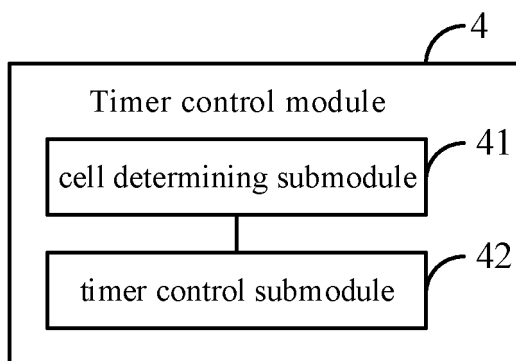 4
Timer control module
41
cell determining submodule
42
timer control submodule